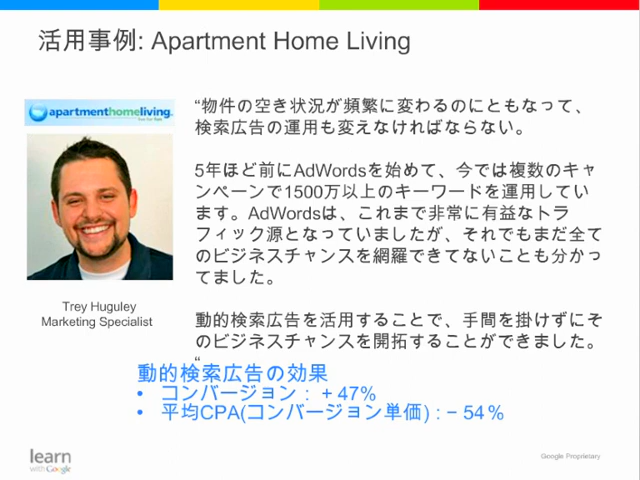 活用事例: Apartment Home Living
apartmenthomeliving
“物件の空き状況が頻繁に変わるのにともなって、
検索広告の運用も変えなければならない。
5年ほど前にAdWordsを始めて、今では複数のキャ
ンペーンで1500万以上のキーワードを運用してい
ます。AdWordsは、これまで非常に有益なトラ
フィック源となっていましたが、それでもまだ全て
のビジネスチャンスを網羅できてないことも分かっ
てました。
動的検索広告を活用することで、手間を掛けずにそ
のビジネスチャンスを開拓することができました。
“
Trey Huguley
Marketing Specialist
動的検索広告の効果
• コンバージョン：＋47%
• 平均CPA(コンバージョン単価)：− 54％
learn
with Google
Google Proprietary